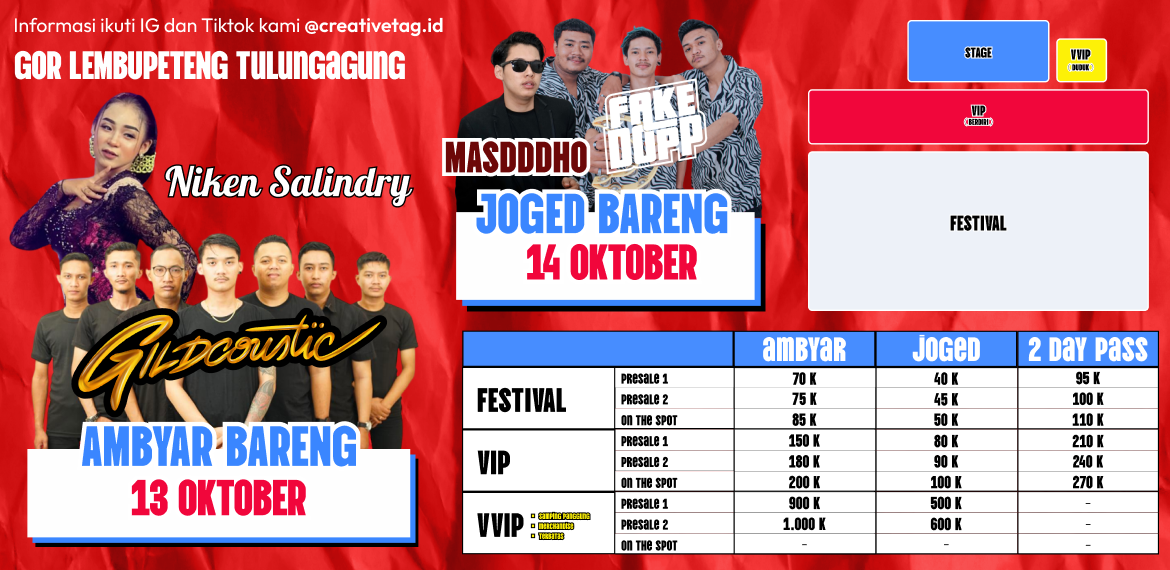 Informasi ikuti IG dan Tiktok kami @creativetag.id
GOR LEMBUPETENG TULUNGAGUNG
Niken Salindry
GILDcoustic
AMBYAR BARENG
13 OKTOBER
MASDDDHO
FAKE
DOPP
JOGED BARENG
14 OKTOBER
STAGE
VVIP
(DUDUK)
VIP
(BERDIRI)
FESTIVAL
AMBYAR JOGED 2 DAY PASS
FESTIVAL
PRESALE 1 70 K 40 K 95 K
PRESALE 2 75 K 45 K 100 K
ON THE SPOT 85 K 50 K 110 K
VIP
PRESALE 1 150 K 80 K 210 K
PRESALE 2 180 K 90 K 240 K
ON THE SPOT 200 K 100 K 270 K
VVIP
• SAMPING PANGGUNG
• MERCHANDISE
• TERBATAS
PRESALE 1 900 K 500 K -
PRESALE 2 1.000 K 600 K -
ON THE SPOT - - -